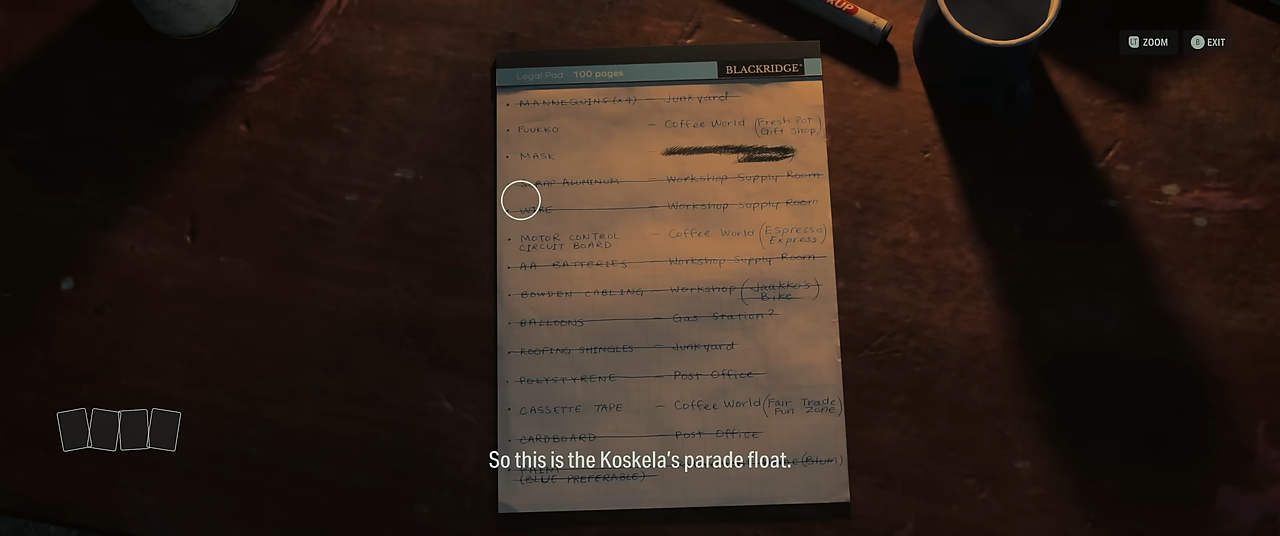 KUP
LT ZOOM
B EXIT
Legal Pad - 100 pages
BLACKRIDGE
• MANNEQUINS (x4) — Junkyard
• PUUKKO — Coffee World (Fresh Pot
Gift Shop)
• MASK
SCRAP ALUMINUM — Workshop Supply Room
WIRE — Workshop Supply Room
• MOTOR CONTROL — Coffee World (Espresso
CIRCUIT BOARD Express)
• AA BATTERIES — Workshop Supply Room
• BOWDEN CABLING — Workshop (Jaakko's
Bike)
• BALLOONS — Gas Station?
• ROOFING SHINGLES — Junkyard
• POLYSTYRENE — Post Office
• CASSETTE TAPE — Coffee World (Fair Trade
Fun Zone)
• CARDBOARD — Post Office
(Blum)
(BLUE PREFERABLE)
So this is the Koskela's parade float.